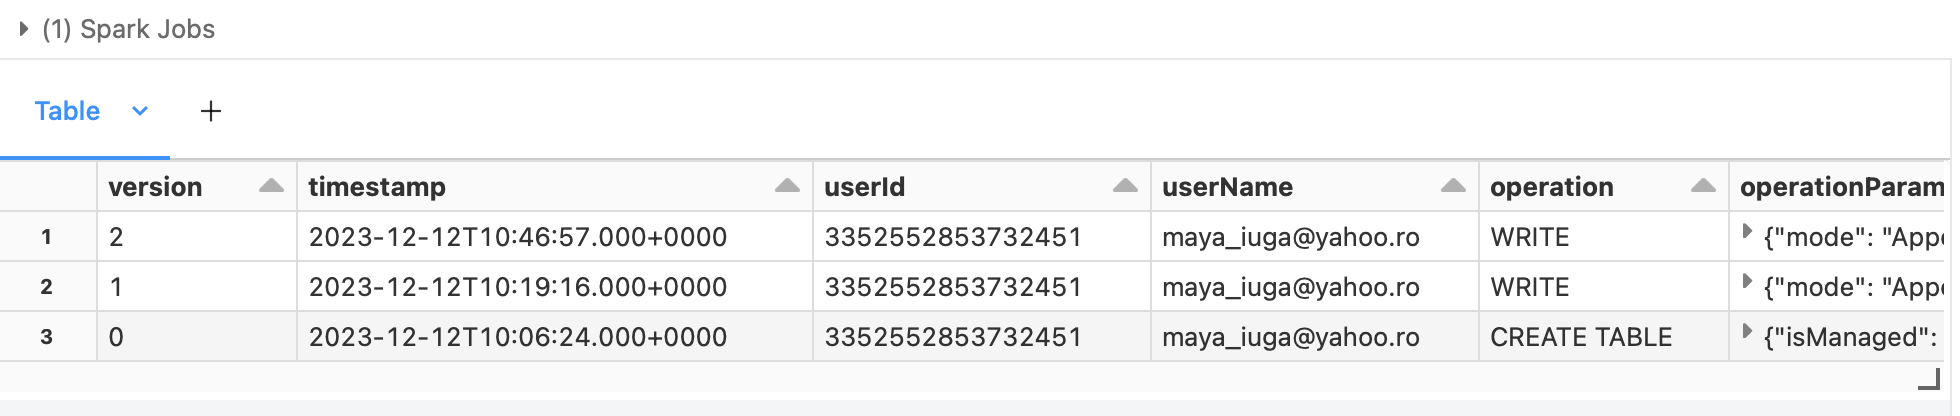 (1) Spark Jobs
Table +
version timestamp userId userName operation operationParam
1 2 2023-12-12T10:46:57.000+0000 3352552853732451 maya_iuga@yahoo.ro WRITE {"mode": "Appe
2 1 2023-12-12T10:19:16.000+0000 3352552853732451 maya_iuga@yahoo.ro WRITE {"mode": "Appe
3 0 2023-12-12T10:06:24.000+0000 3352552853732451 maya_iuga@yahoo.ro CREATE TABLE {"isManaged":